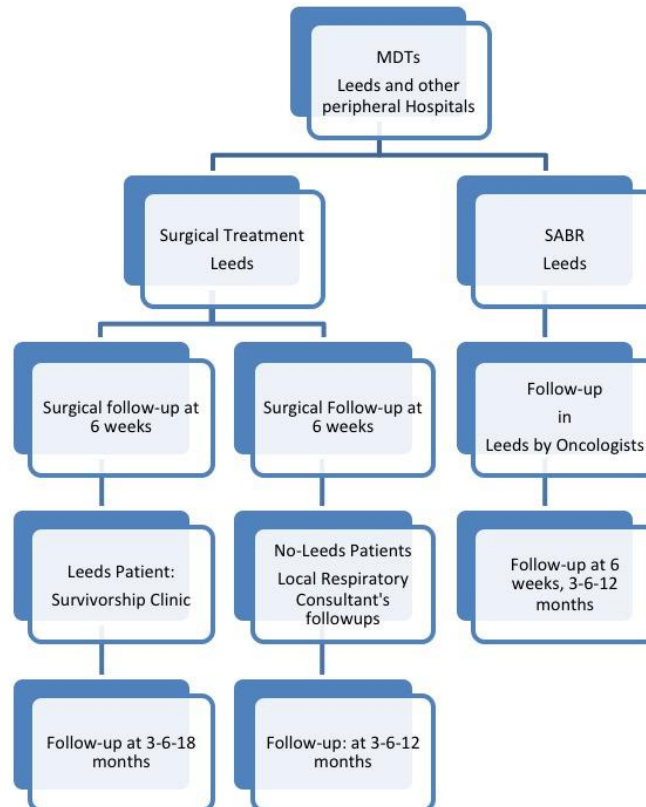 MDTs
Leeds and other
peripheral Hospitals
Surgical Treatment
Leeds
SABR
Leeds
Surgical follow-up at
6 weeks
Surgical Follow-up at
6 weeks
Follow-up
in
Leeds by Oncologists
Leeds Patient:
Survivorship Clinic
No-Leeds Patients
Local Respiratory
Consultant's
followups
Follow-up at 6
weeks, 3-6-12
months
Follow-up at 3-6-18
months
Follow-up: at 3-6-12
months